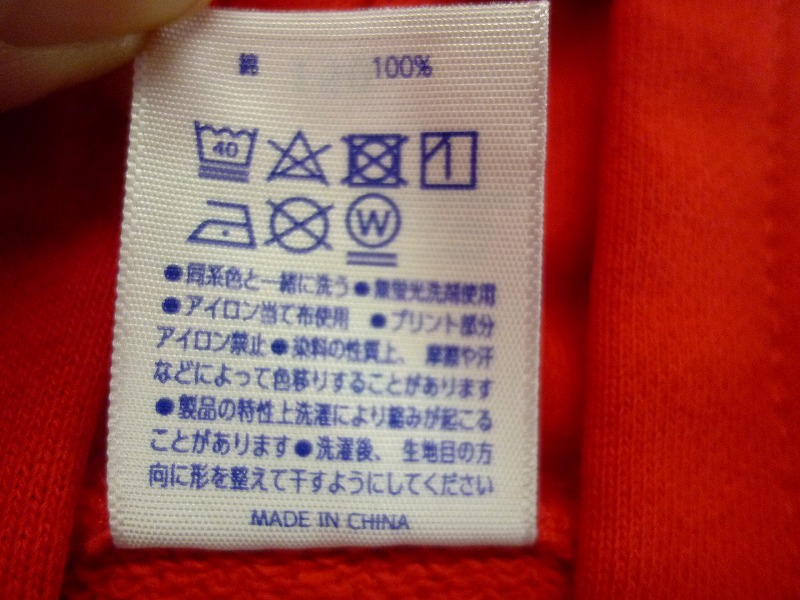 綿 100%
40
W
●同系色と一緒に洗う●無蛍光洗剤使用
●アイロン当て布使用 ●プリント部分
アイロン禁止●染料の性質上、摩擦や汗
などによって色移りすることがあります
●製品の特性上洗濯により縮みが起こる
ことがあります●洗濯後、生地目の方
向に形を整えて干すようにしてください
MADE IN CHINA